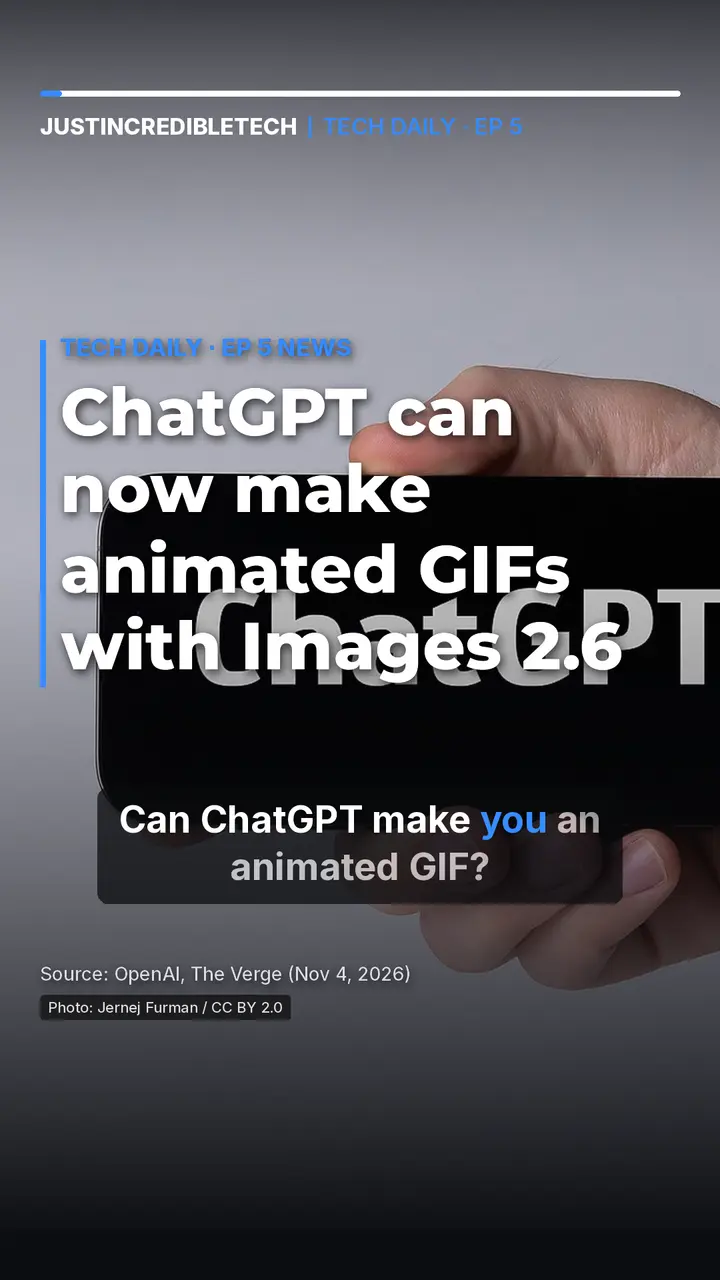 JUSTINCREDIBLETECH | TECH DAILY · EP 5
TECH DAILY · EP 5 NEWS
ChatGPT can
now make
animated GIFs
with Images 2.6
ChatGPT
Can ChatGPT make you an
animated GIF?
Source: OpenAI, The Verge (Nov 4, 2026)
Photo: Jernej Furman / CC BY 2.0